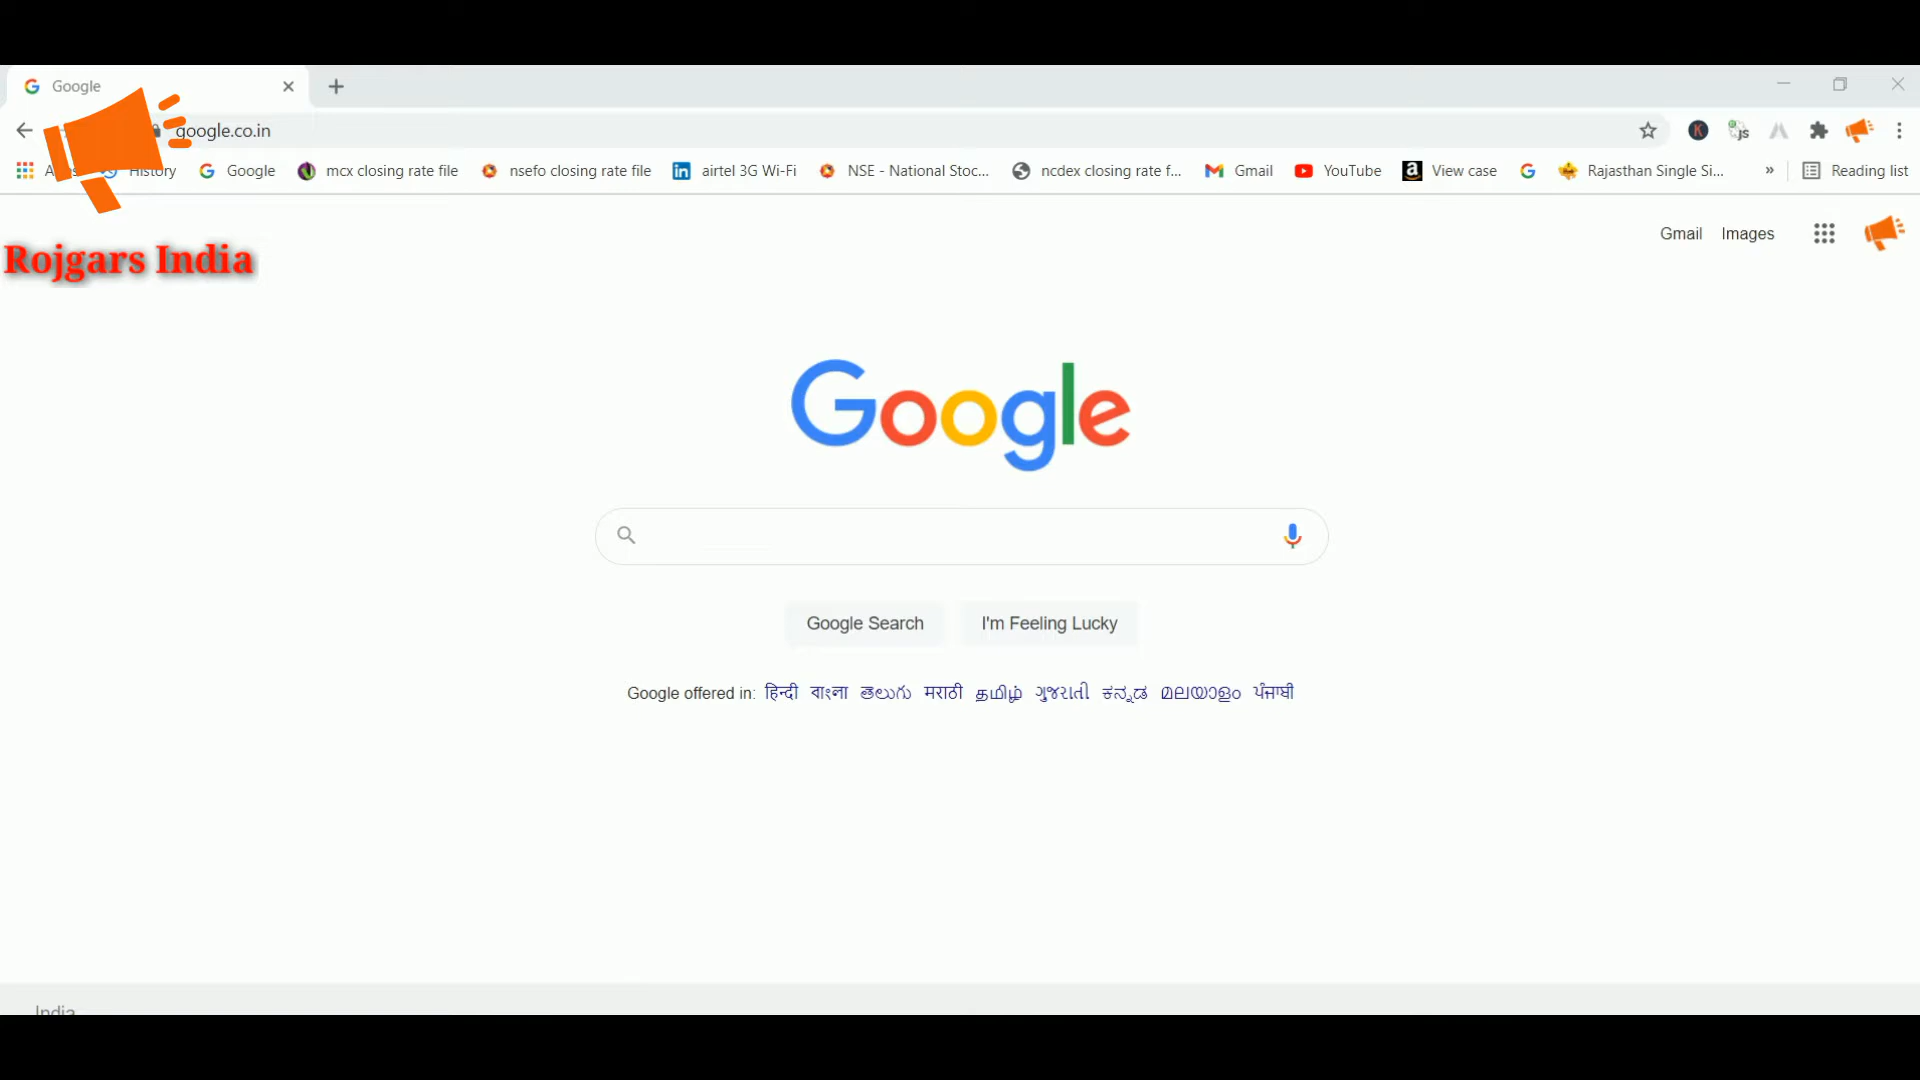 Google
google.co.in
History Google mcx closing rate file nsefo closing rate file airtel 3G Wi-Fi NSE - National Stoc... ncdex closing rate f... Gmail YouTube View case Rajasthan Single Si... » Reading list
Gmail Images
Rojgars India
Google
Google Search I'm Feeling Lucky
Google offered in: हिन्दी বাংলা తెలుగు मराठी தமிழ் ગુજરાતી ಕನ್ನಡ മലയാളം ਪੰਜਾਬੀ
India